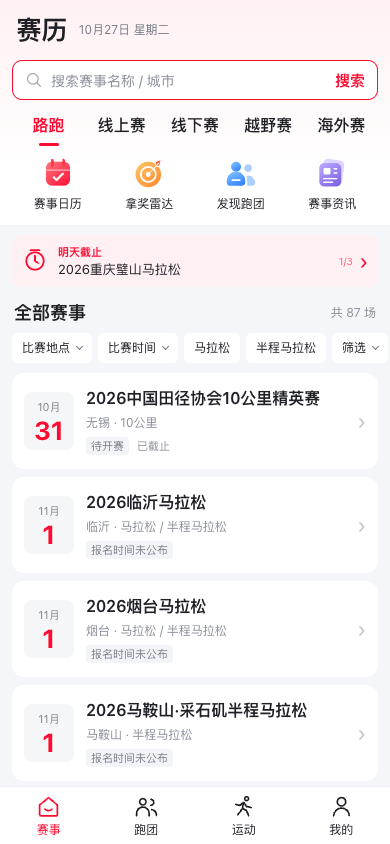 赛历 10月27日 星期二
搜索赛事名称 / 城市 搜索
路跑 线上赛 线下赛 越野赛 海外赛
赛事日历 拿奖雷达 发现跑团 赛事资讯
明天截止
2026重庆璧山马拉松 1/3
全部赛事 共 87 场
比赛地点 比赛时间 马拉松 半程马拉松 筛选
10月
31
2026中国田径协会10公里精英赛
无锡 · 10公里
待开赛 已截止
11月
1
2026临沂马拉松
临沂 · 马拉松 / 半程马拉松
报名时间未公布
11月
1
2026烟台马拉松
烟台 · 马拉松 / 半程马拉松
报名时间未公布
11月
1
2026马鞍山·采石矶半程马拉松
马鞍山 · 半程马拉松
报名时间未公布
赛事 跑团 运动 我的